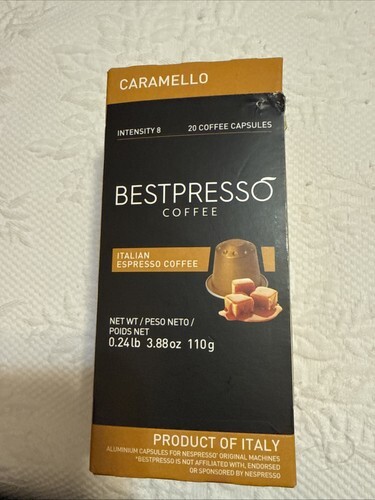 CARAMELLO
INTENSITY 8 20 COFFEE CAPSULES
BESTPRESSO
COFFEE
ITALIAN
ESPRESSO COFFEE
NET WT / PESO NETO /
POIDS NET
0.24lb 3.88oz 110g
PRODUCT OF ITALY
ALUMINIUM CAPSULES FOR NESPRESSO* ORIGINAL MACHINES
*BESTPRESSO IS NOT AFFILIATED WITH, ENDORSED
OR SPONSORED BY NESPRESSO